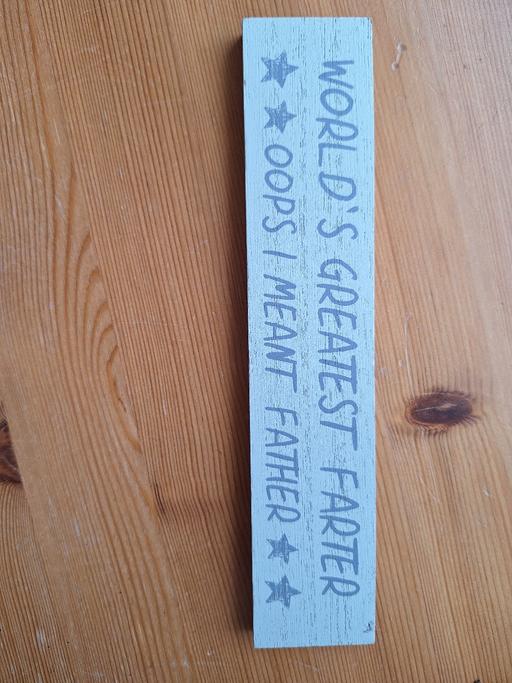 WORLD'S GREATEST FARTER
OOPS I MEANT FATHER